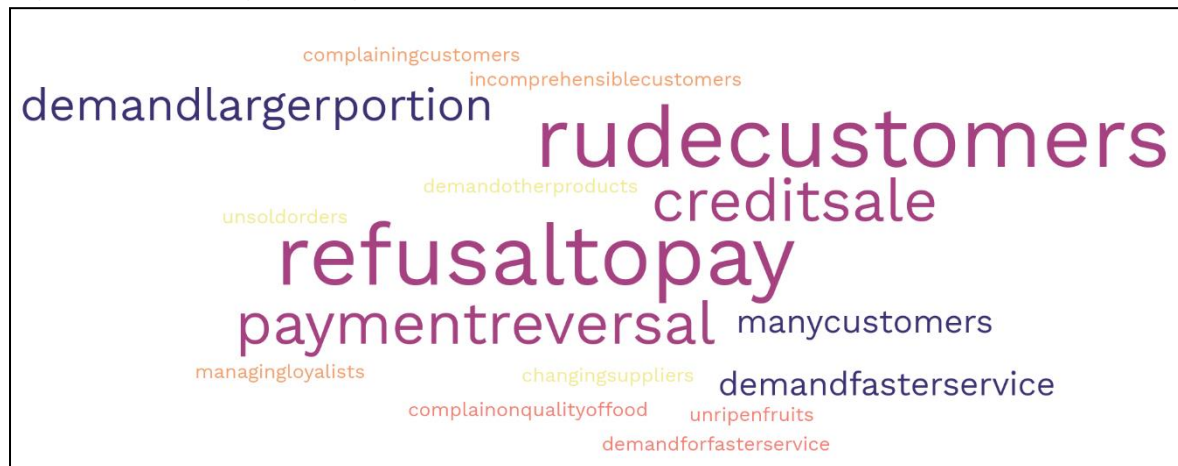 complainingcustomers
incomprehensiblecustomers
demandlargerportion
rudecustomers
demandotherproducts
creditsale
unsoldorders
refusaltopay
paymentreversal
manycustomers
managingloyalists
changingsuppliers
demandfasterservice
complainonqualityoffood
unripenfruits
demandforfasterservice